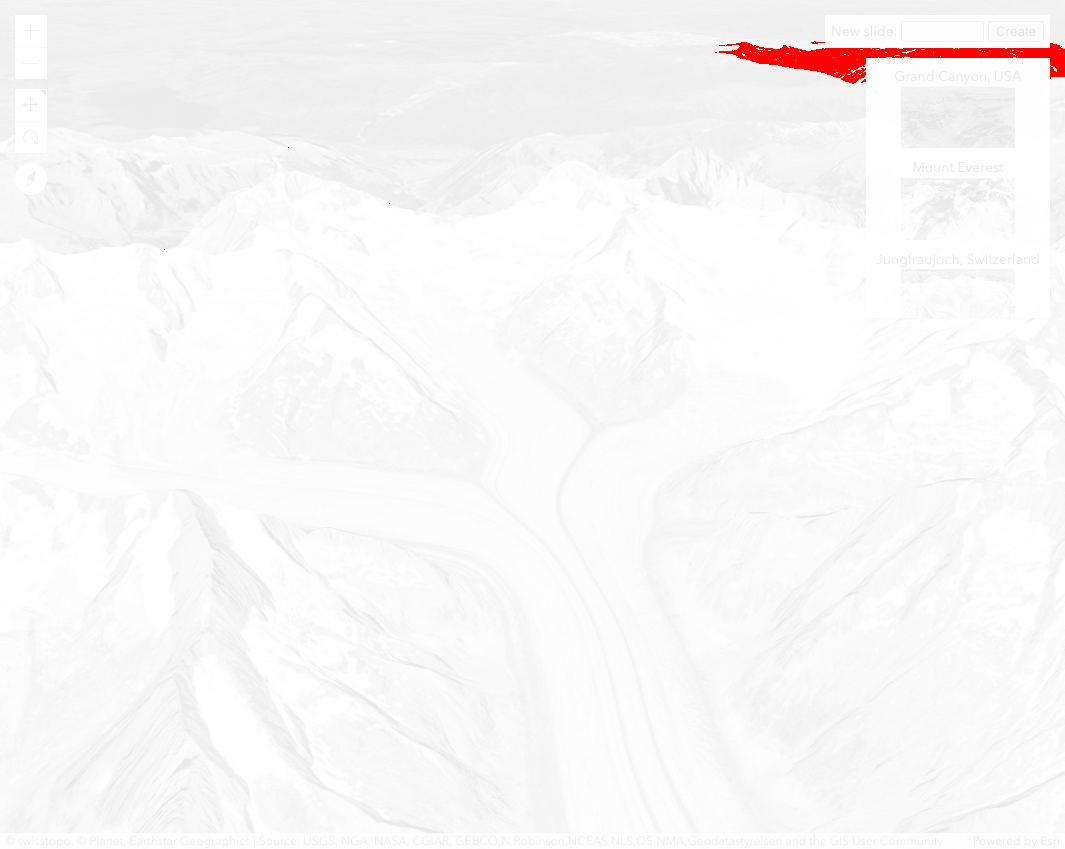 New slide: Create
Grand Canyon, USA
Mount Everest
Jungfraujoch, Switzerland
© swisstopo, © Planet, Earthstar Geographics | Source: USGS, NGA, NASA, CGIAR, GEBCO,N Robinson,NCEAS,NLS,OS,NMA,Geodatastyrelsen and the GIS User Community Powered by Esri